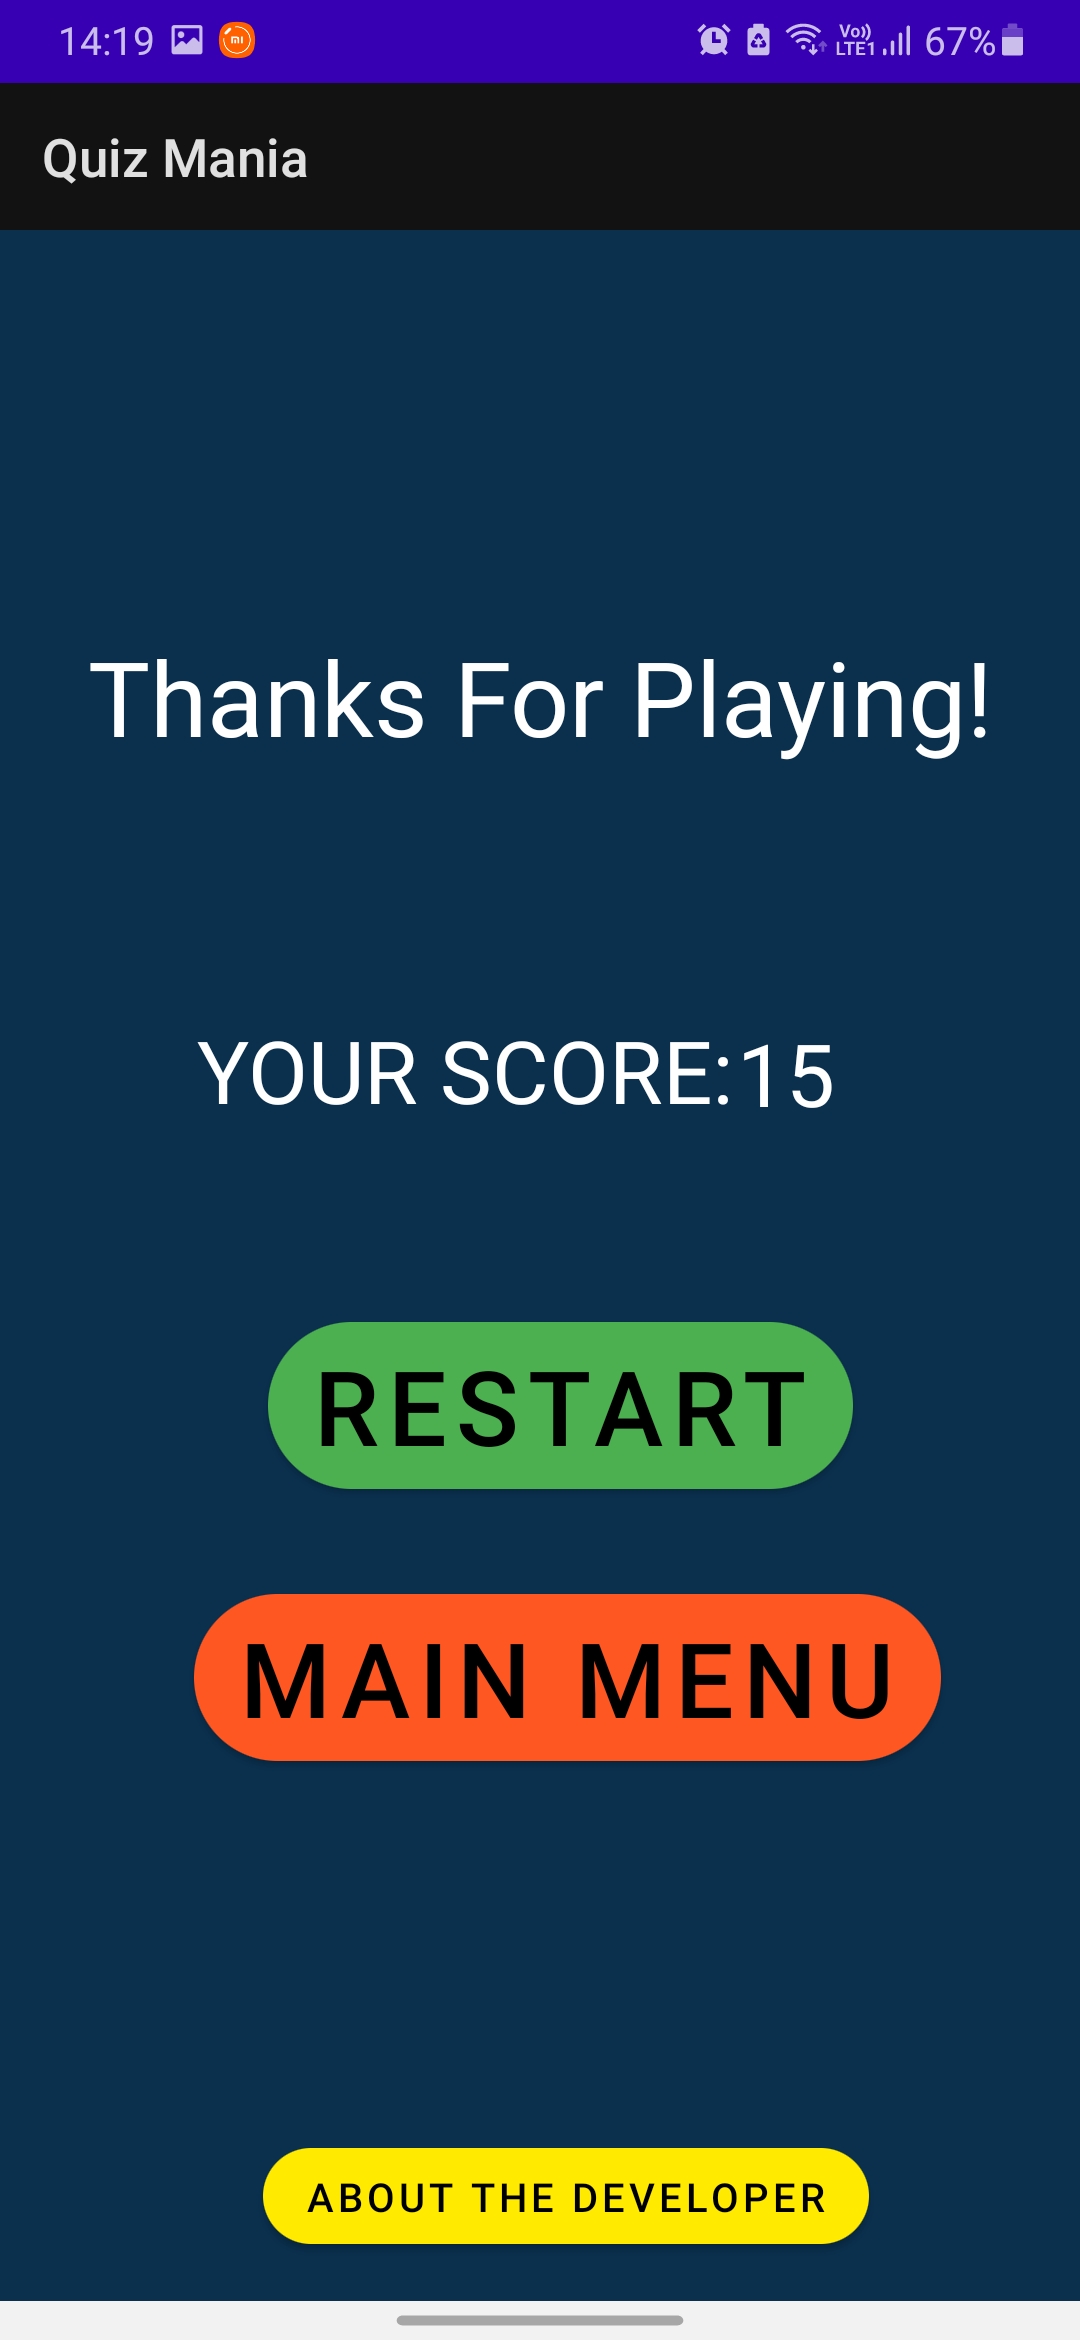 14:19 67%
Vo))
LTE1
Quiz Mania
Thanks For Playing!
YOUR SCORE:15
RESTART
MAIN MENU
ABOUT THE DEVELOPER